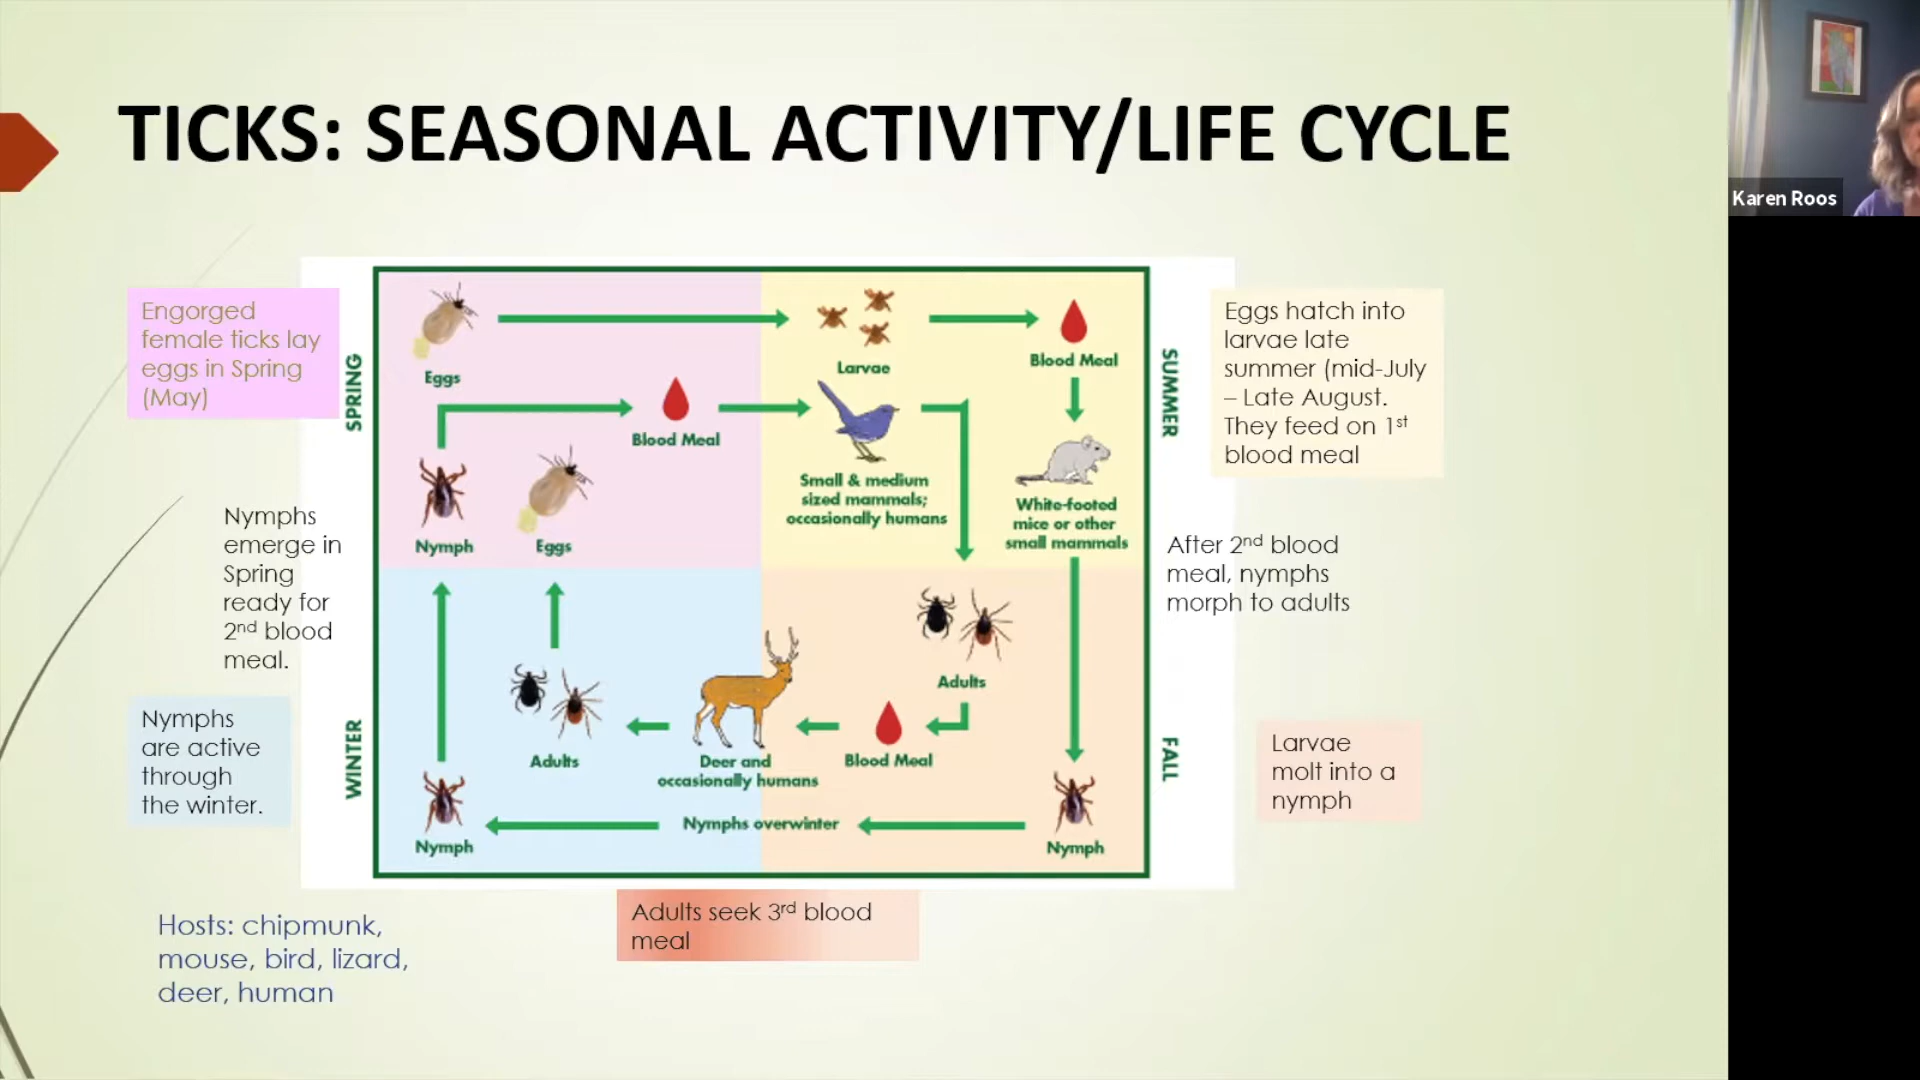 TICKS: SEASONAL ACTIVITY/LIFE CYCLE
Karen Roos
Engorged
female ticks lay
eggs in Spring
(May)
Nymphs
emerge in
Spring
ready for
2nd blood
meal.
Nymphs
are active
through
the winter.
Hosts: chipmunk,
mouse, bird, lizard,
deer, human
SPRING
WINTER
Eggs
Larvae
Blood Meal
Blood Meal
Small & medium
sized mammals;
occasionally humans
White-footed
mice or other
small mammals
Nymph
Eggs
Adults
Adults
Deer and
occasionally humans
Blood Meal
Nymph
Nymphs overwinter
Nymph
SUMMER
FALL
Eggs hatch into
larvae late
summer (mid-July
– Late August.
They feed on 1st
blood meal
After 2nd blood
meal, nymphs
morph to adults
Larvae
molt into a
nymph
Adults seek 3rd blood
meal